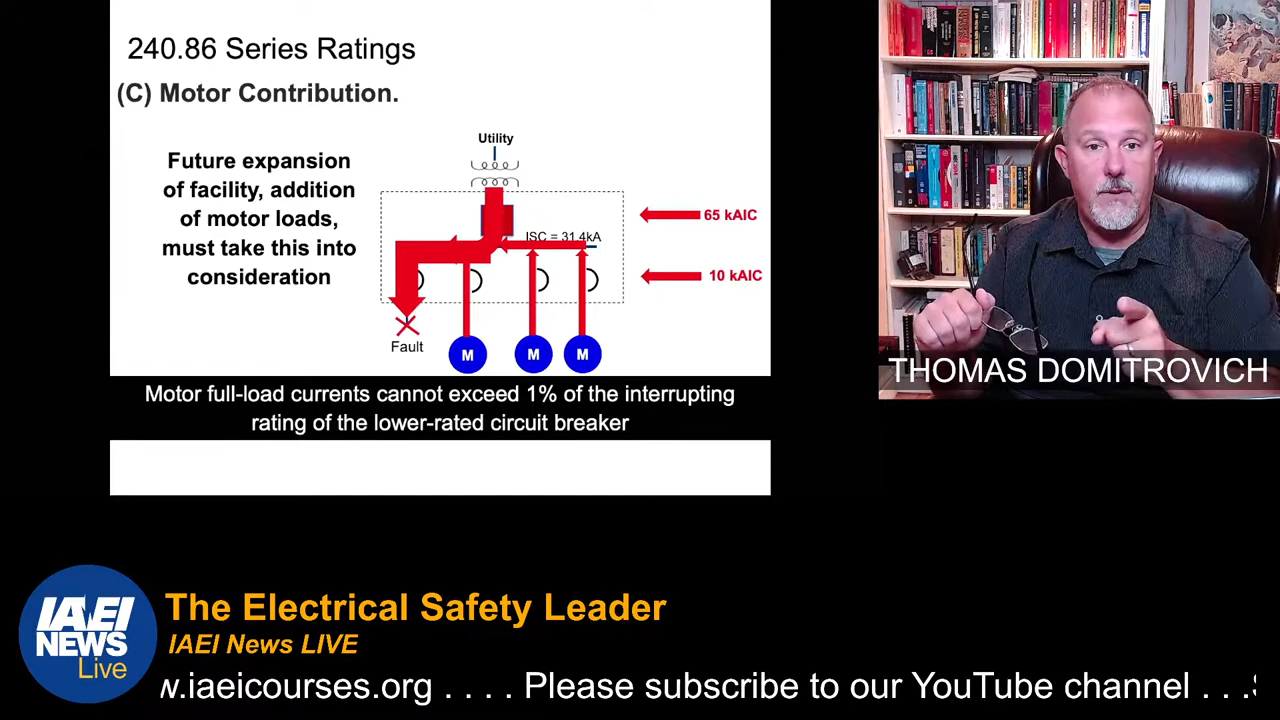 240.86 Series Ratings
(C) Motor Contribution.
Future expansion
of facility, addition
of motor loads,
must take this into
consideration
Utility
65 kAIC
ISC = 31.4kA
10 kAIC
Fault
M
M
M
Motor full-load currents cannot exceed 1% of the interrupting
rating of the lower-rated circuit breaker
THOMAS DOMITROVICH
IAEI
NEWS
Live
The Electrical Safety Leader
IAEI News LIVE
w.iaeicourses.org . . . . Please subscribe to our YouTube channel . . .